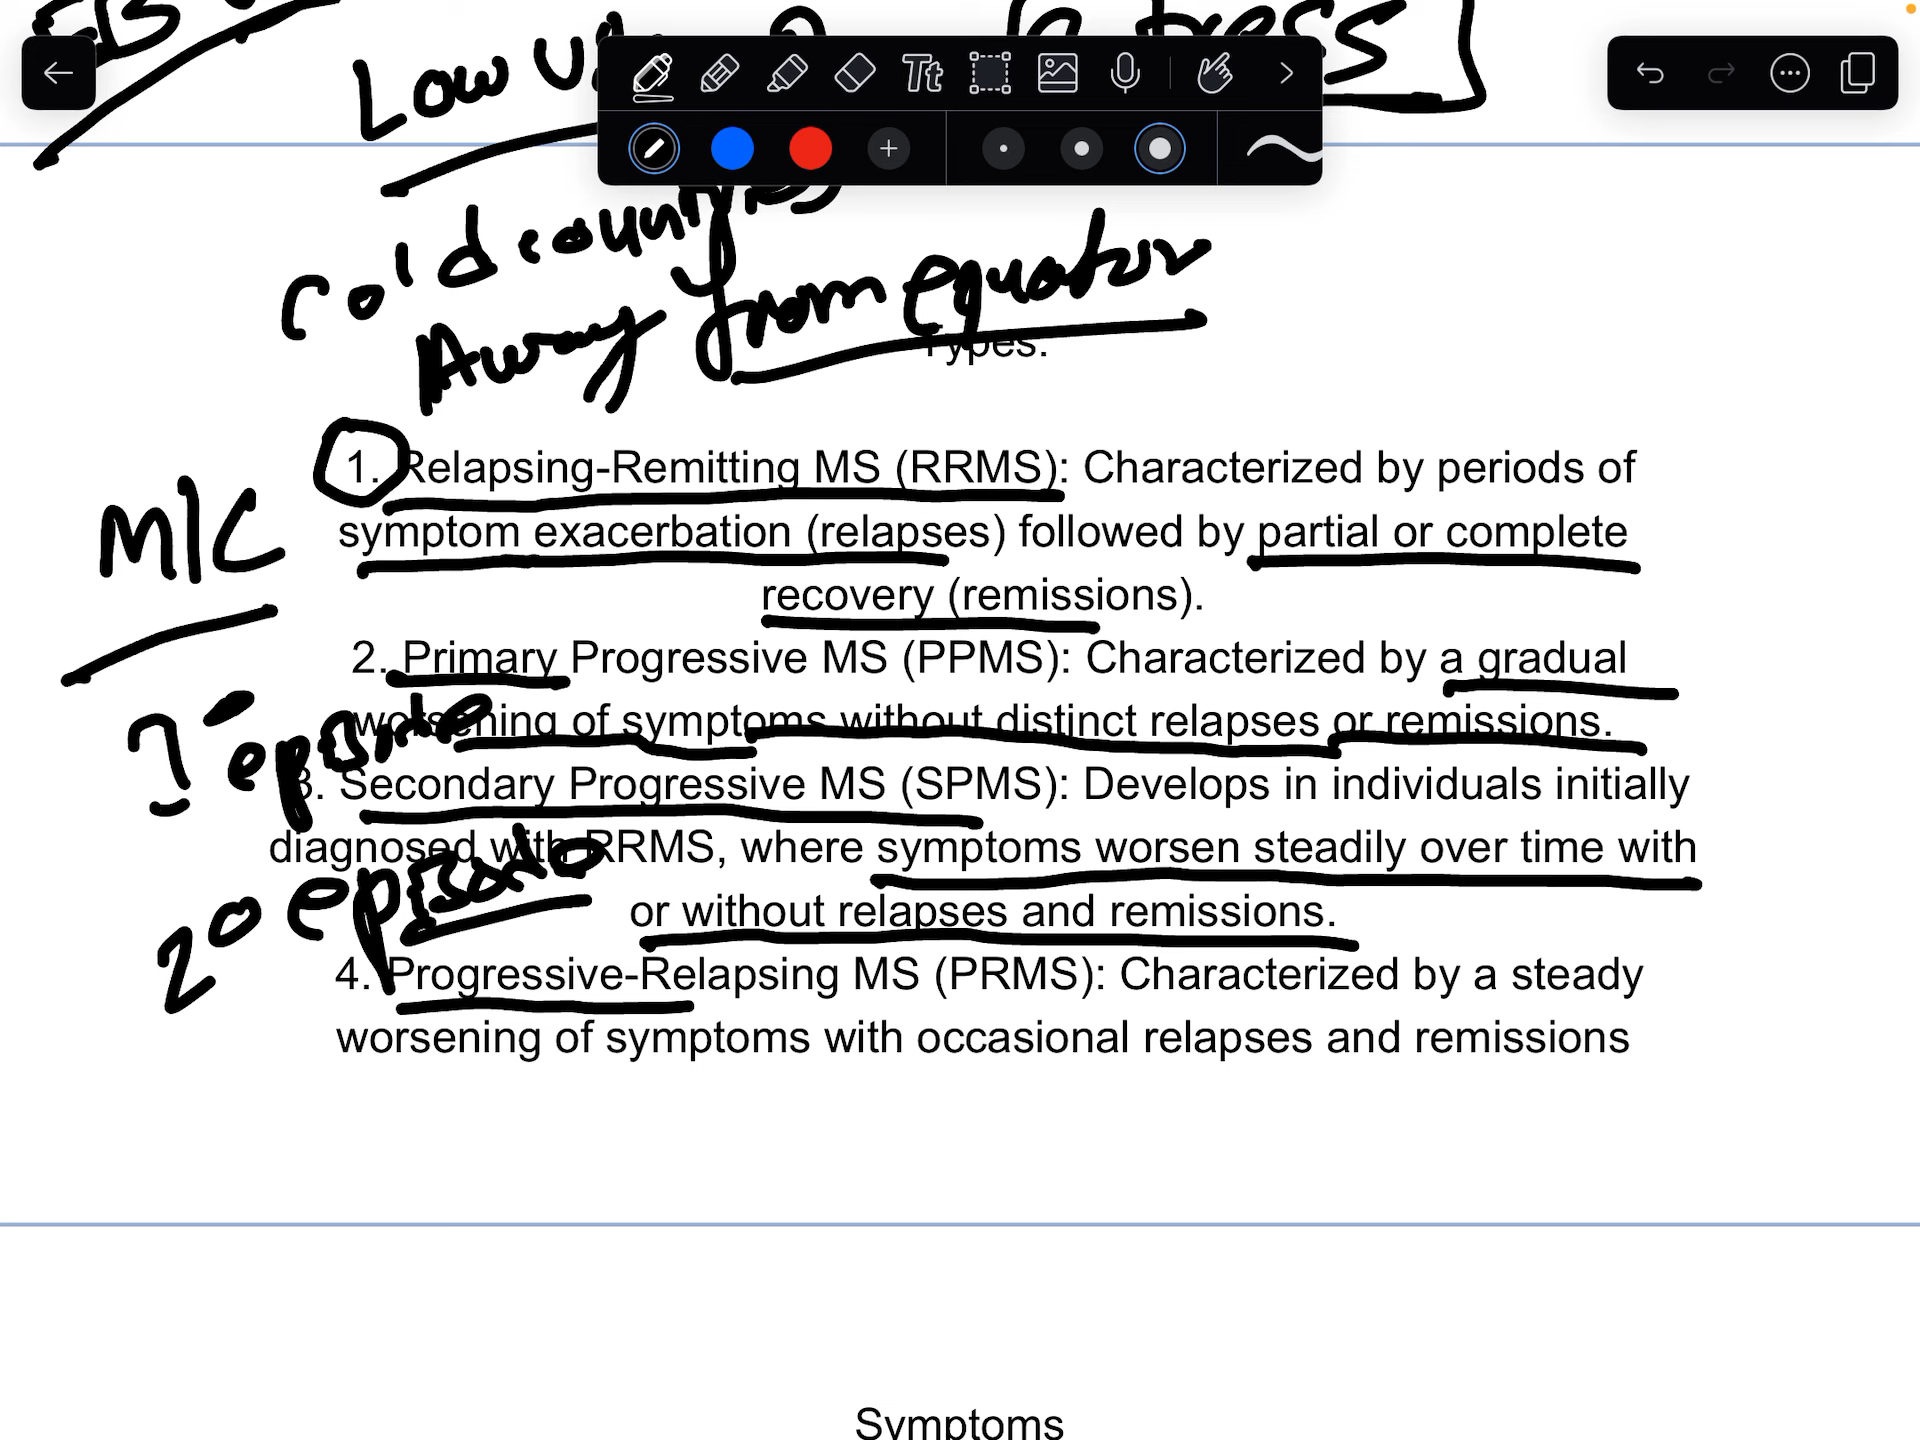 EB
Low Vi
stress
Tt
Cold countries
Away from equator
Types:
1. Relapsing-Remitting MS (RRMS): Characterized by periods of
symptom exacerbation (relapses) followed by partial or complete
recovery (remissions).
M/C
2. Primary Progressive MS (PPMS): Characterized by a gradual
worsening of symptoms without distinct relapses or remissions.
1° episode
3. Secondary Progressive MS (SPMS): Develops in individuals initially
diagnosed with RRMS, where symptoms worsen steadily over time with
or without relapses and remissions.
2° episode
4. Progressive-Relapsing MS (PRMS): Characterized by a steady
worsening of symptoms with occasional relapses and remissions
Symptoms